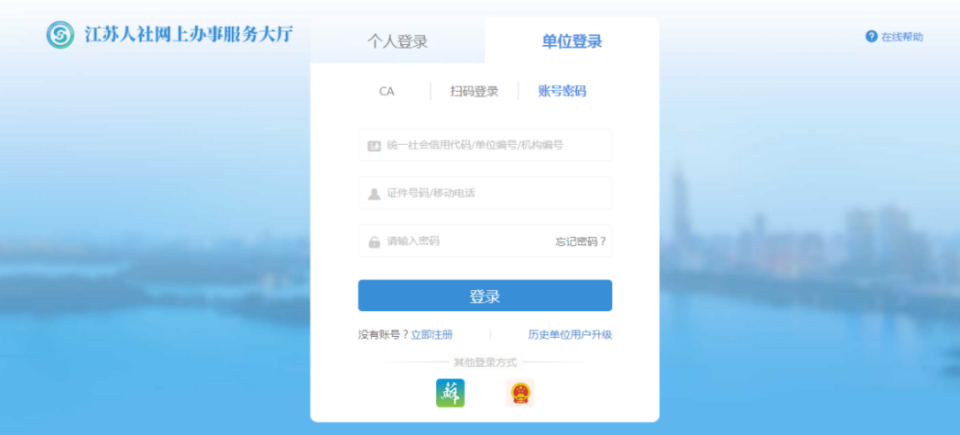 江苏人社网上办事服务大厅
个人登录 单位登录
在线帮助
CA 扫码登录 账号密码
统一社会信用代码/单位编号/机构编号
证件号码/移动电话
请输入密码 忘记密码？
登录
没有账号？立即注册 历史单位用户升级
其他登录方式
苏